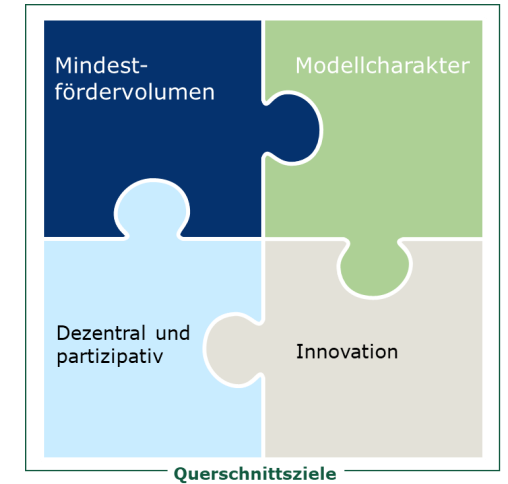 Mindest-
fördervolumen
Modellcharakter
Dezentral und
partizipativ
Innovation
Querschnittsziele